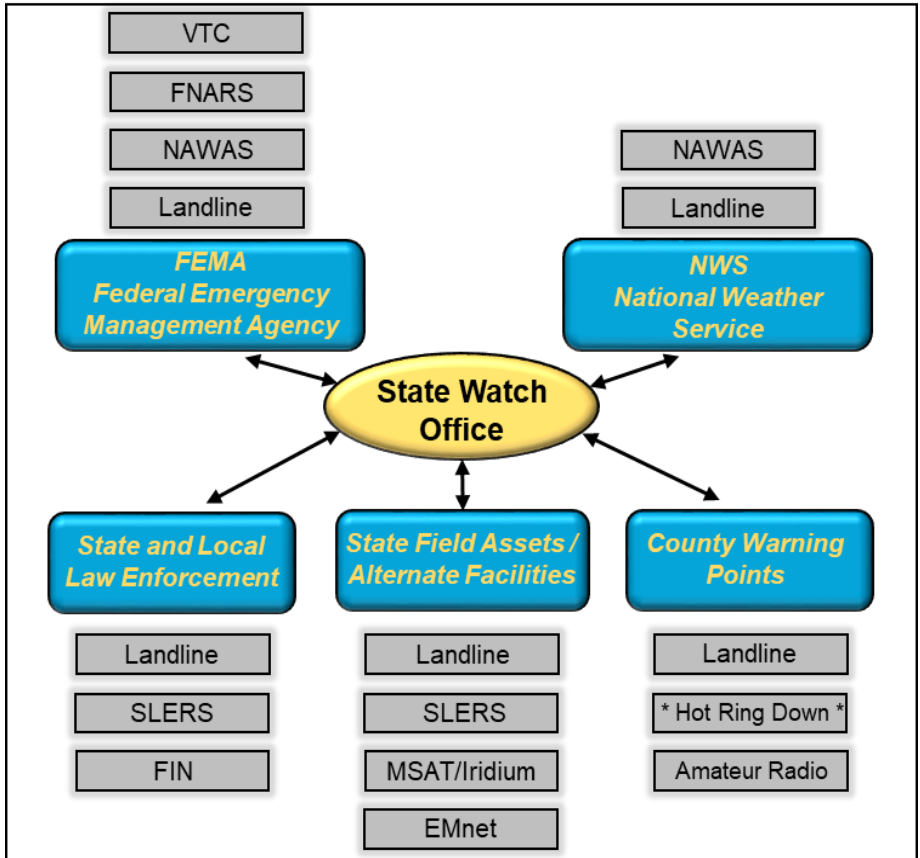 VTC
FNARS
NAWAS
Landline
FEMA
Federal Emergency
Management Agency
NAWAS
Landline
NWS
National Weather
Service
State Watch
Office
State and Local
Law Enforcement
Landline
SLERS
FIN
State Field Assets /
Alternate Facilities
Landline
SLERS
MSAT/Iridium
EMnet
County Warning
Points
Landline
* Hot Ring Down *
Amateur Radio